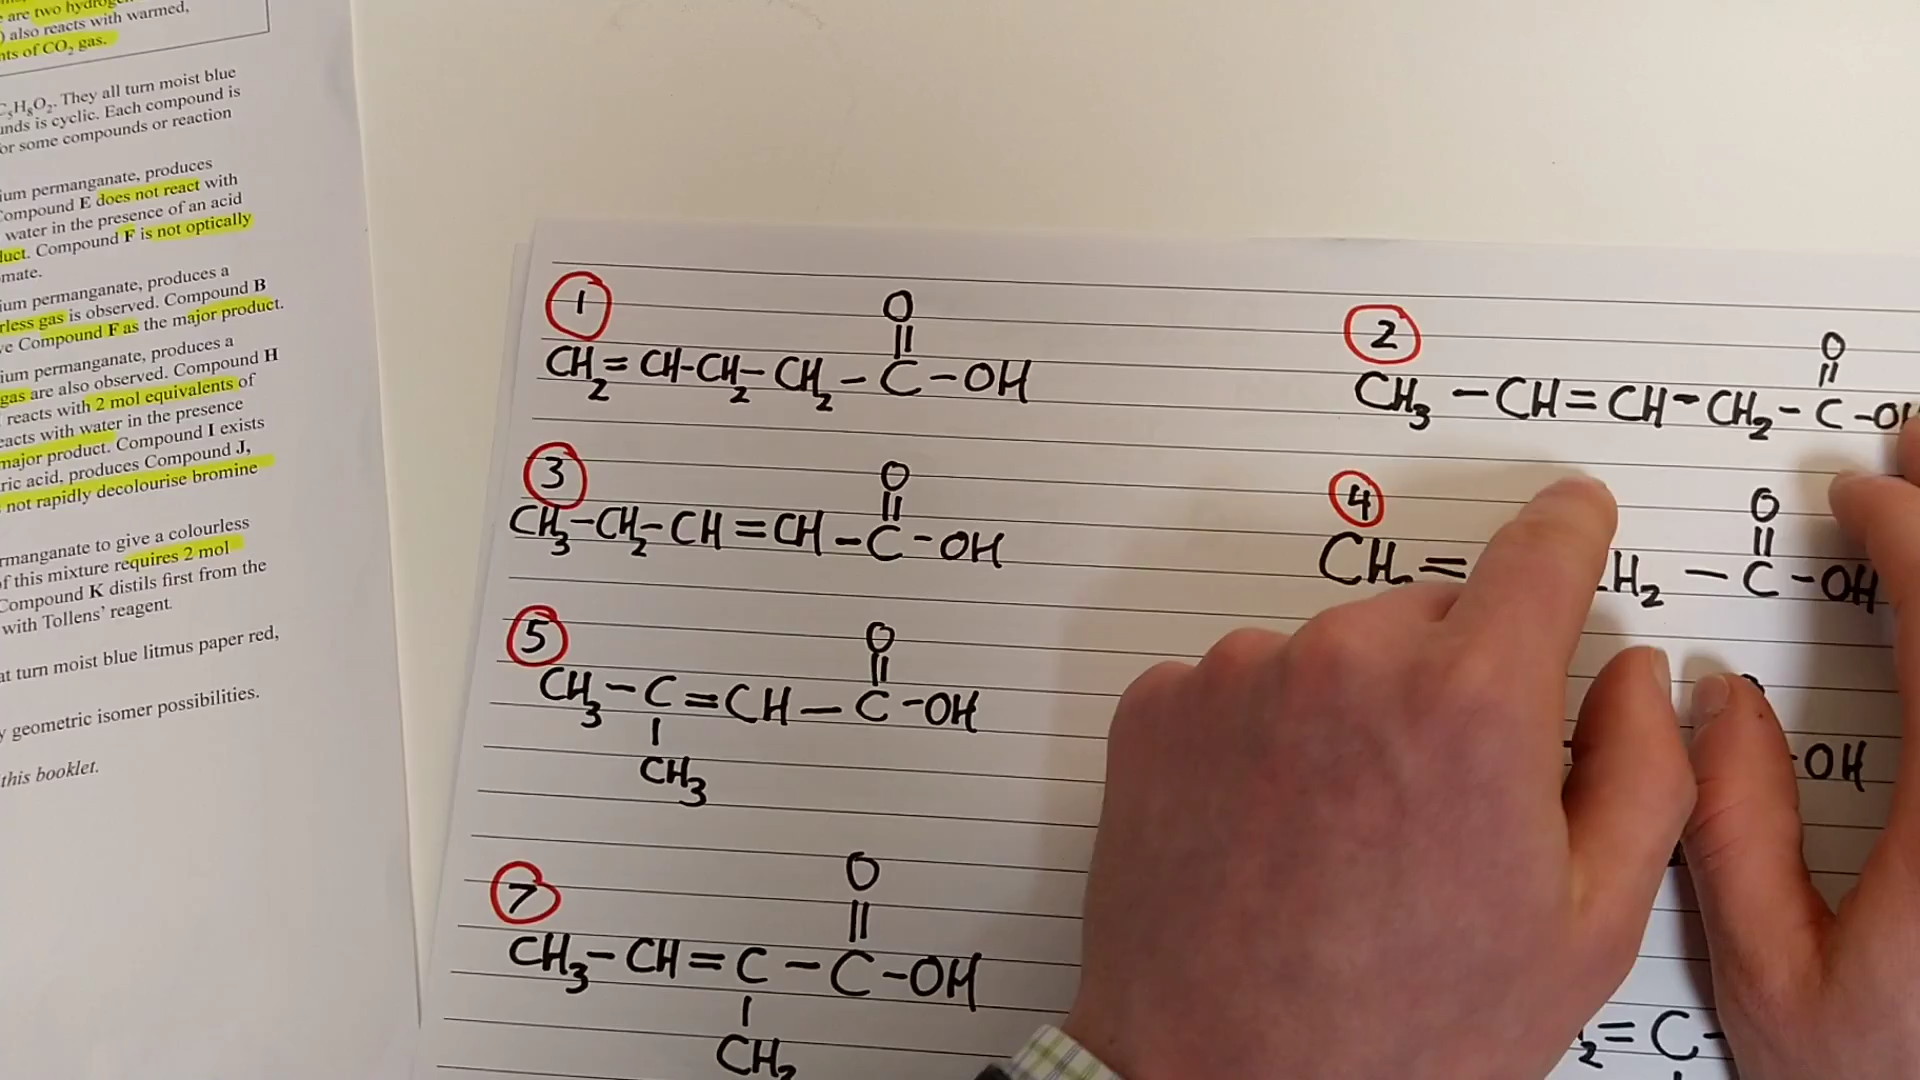 are two hydrog
also reacts with warmed,
nts of CO₂ gas.
C₅H₈O₂. They all turn moist blue
unds is cyclic. Each compound is
or some compounds or reaction
ium permanganate, produces
Compound E does not react with
water in the presence of an acid
duct. Compound F is not optically
mate.
ium permanganate, produces a
rless gas is observed. Compound B
ve Compound F as the major product.
ium permanganate, produces a
gas are also observed. Compound H
reacts with 2 mol equivalents of
eacts with water in the presence
major product. Compound I exists
ric acid, produces Compound J,
not rapidly decolourise bromine
rmanganate to give a colourless
of this mixture requires 2 mol
Compound K distils first from the
with Tollens' reagent.
at turn moist blue litmus paper red,
y geometric isomer possibilities.
this booklet.
1
O
||
CH₂=CH-CH₂-CH₂-C-OH
2
O
||
CH₃-CH=CH-CH₂-C-OH
3
O
||
CH₃-CH₂-CH=CH-C-OH
4
O
||
CH₂= H₂-C-OH
5
O
||
CH₃-C=CH-C-OH
|
CH₃
-OH
7
O
||
CH₃-CH=C-C-OH
|
CH₃
₂=C-